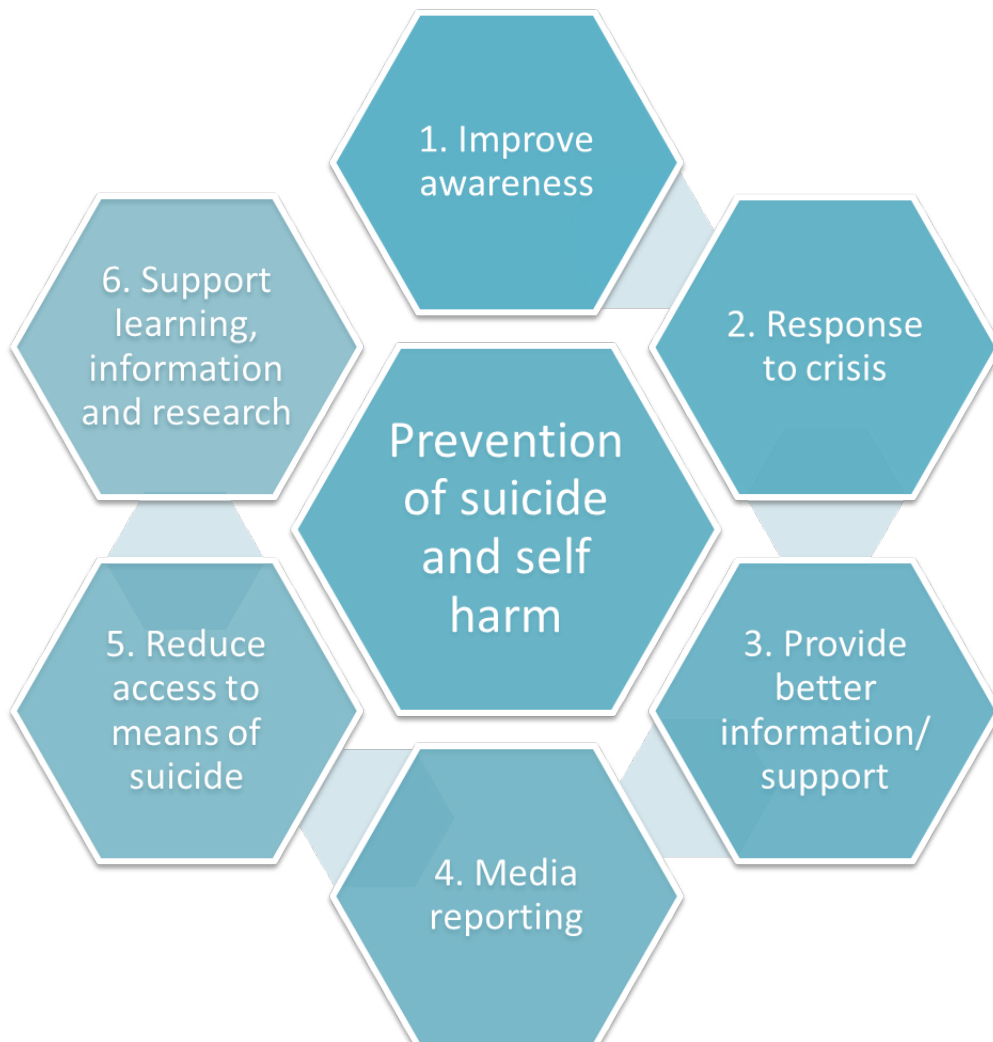 1. Improve
awareness
2. Response
to crisis
3. Provide
better
information/
support
4. Media
reporting
5. Reduce
access to
means of
suicide
6. Support
learning,
information
and research
Prevention
of suicide
and self
harm